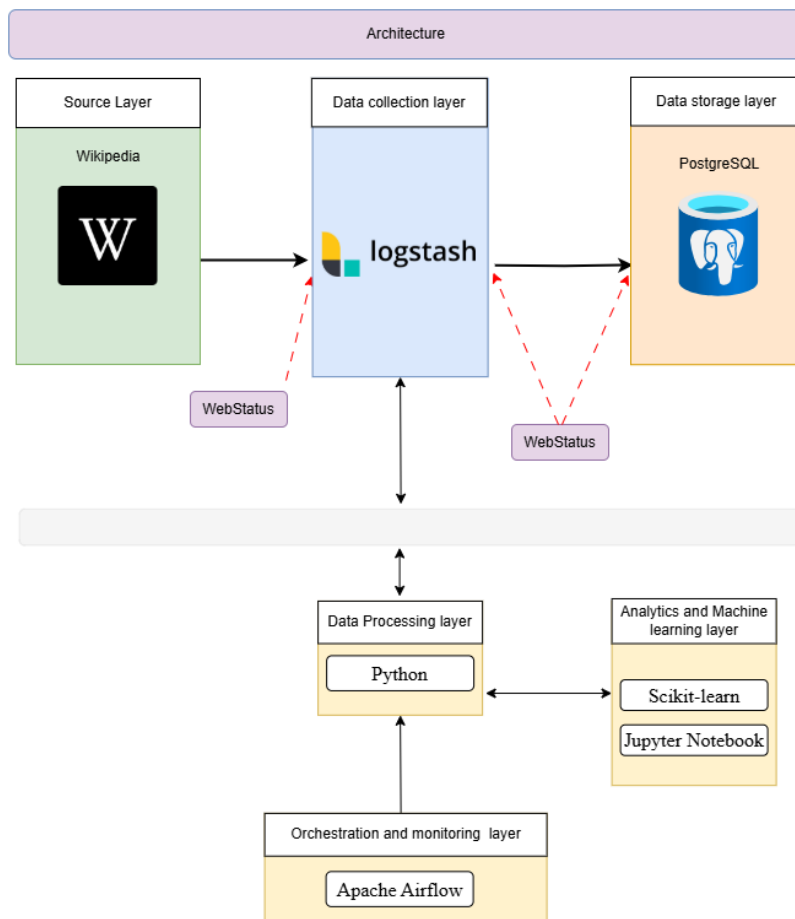 Architecture
Source Layer
Data collection layer
Data storage layer
Wikipedia
PostgreSQL
W
logstash
WebStatus
WebStatus
Data Processing layer
Analytics and Machine
learning layer
Python
Scikit-learn
Jupyter Notebook
Orchestration and monitoring layer
Apache Airflow